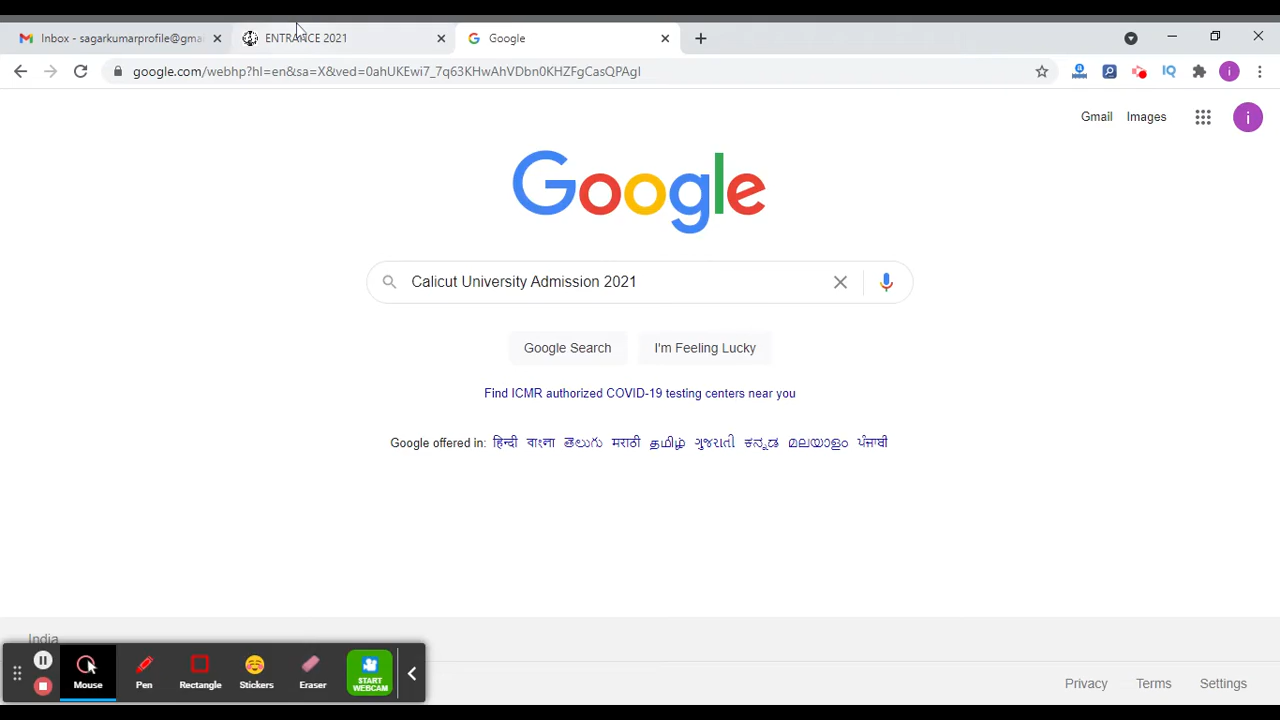 Inbox - sagarkumarprofile@gma
ENTRANCE 2021
Google
google.com/webhp?hl=en&sa=X&ved=0ahUKEwi7_7q63KHwAhVDbn0KHZFgCasQPAgI
IQ
i
Gmail
Images
i
Google
Calicut University Admission 2021
Google Search
I'm Feeling Lucky
Find ICMR authorized COVID-19 testing centers near you
Google offered in: हिन्दी বাংলা తెలుగు मराठी தமிழ் ગુજરાતી ಕನ್ನಡ മലയാളം ਪੰਜਾਬੀ
India
Mouse
Pen
Rectangle
Stickers
Eraser
START
WEBCAM
Privacy
Terms
Settings